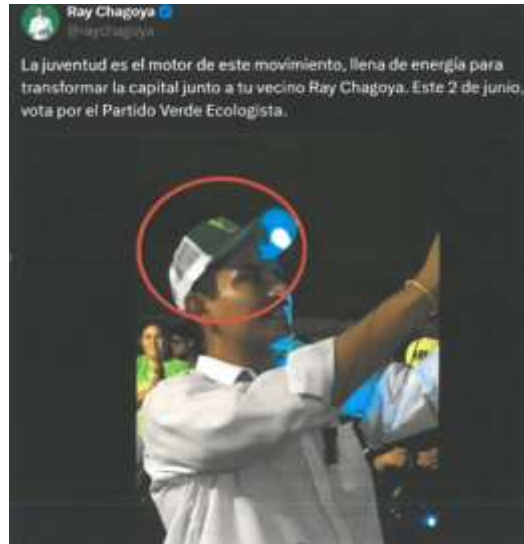 Ray Chagoya
@raychagoya
La juventud es el motor de este movimiento, llena de energía para
transformar la capital junto a tu vecino Ray Chagoya. Este 2 de junio,
vota por el Partido Verde Ecologista.